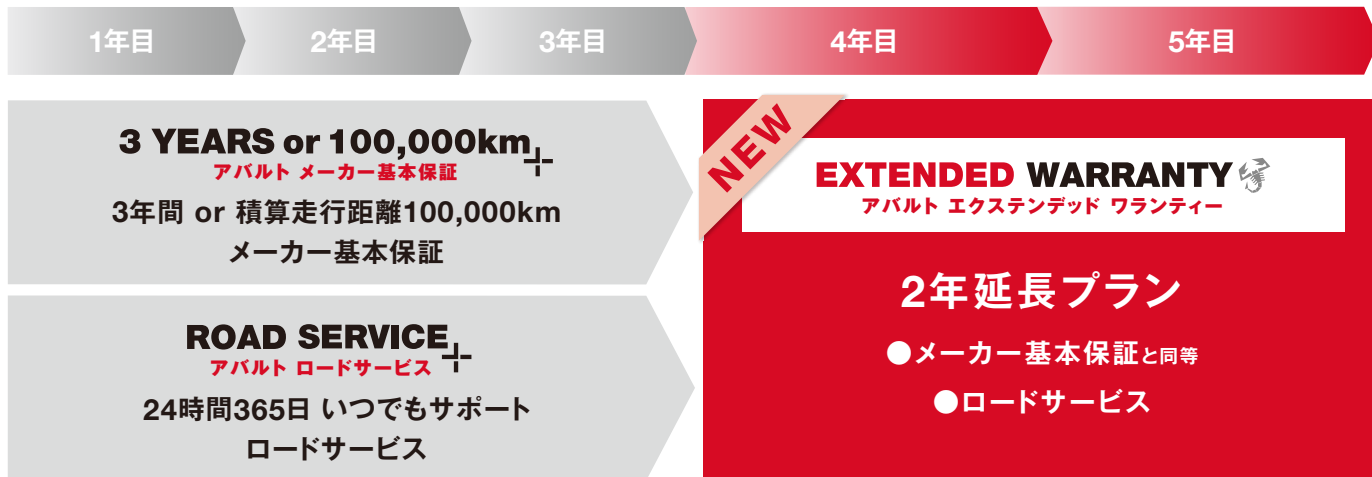 1年目
2年目
3年目
4年目
5年目
3 YEARS or 100,000km
アバルト メーカー基本保証
3年間 or 積算走行距離100,000km
メーカー基本保証
ROAD SERVICE
アバルト ロードサービス
24時間365日 いつでもサポート
ロードサービス
NEW
EXTENDED WARRANTY
アバルト エクステンデッド ワランティー
2年延長プラン
●メーカー基本保証と同等
●ロードサービス